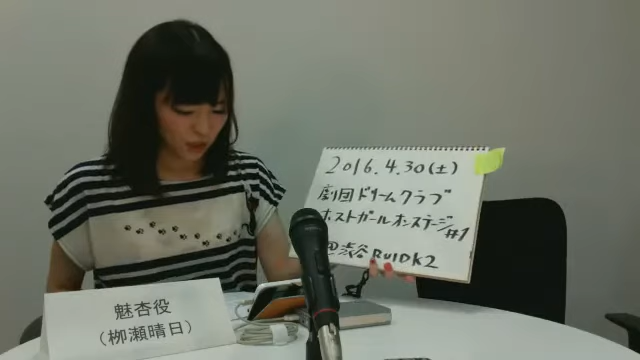 2016.4.30(土)
劇団ドリームクラブ
ホストガールオンステージ
#1
渋谷RUIDOK2
魅杏役
(柳瀬晴日)